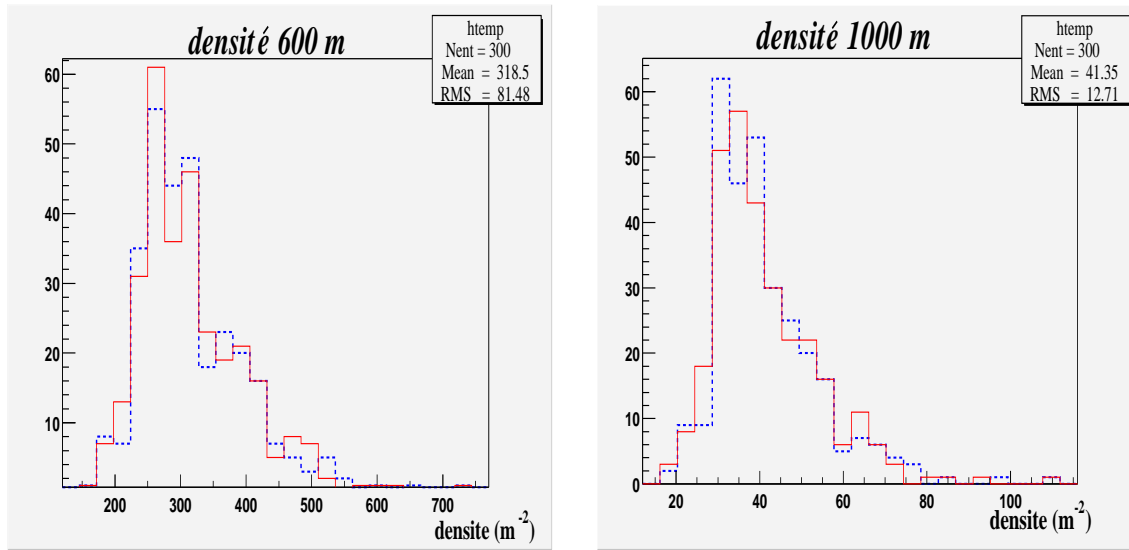 densité 600 m
htemp
Nent = 300
Mean = 318.5
RMS = 81.48
60
50
40
30
20
10
200 300 400 500 600 700
densite (m-2)
densité 1000 m
htemp
Nent = 300
Mean = 41.35
RMS = 12.71
60
50
40
30
20
10
0
20 40 60 80 100
densite (m-2)